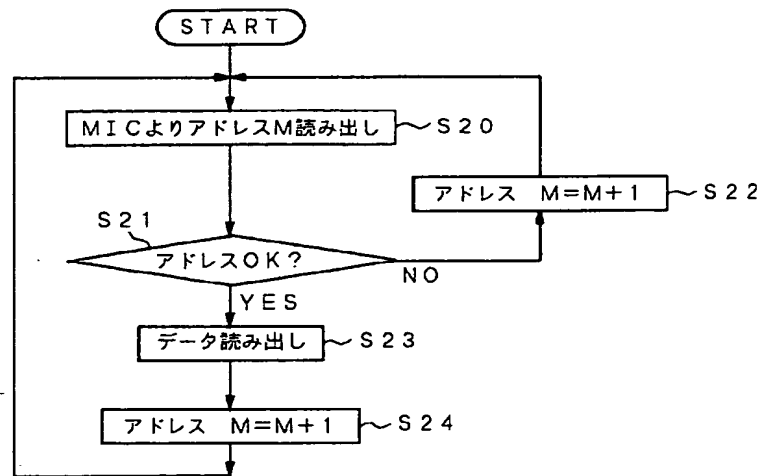 START
MICよりアドレスM読み出し S20
アドレス M=M+1 S22
S21
アドレスOK?
NO
YES
データ読み出し S23
アドレス M=M+1 S24